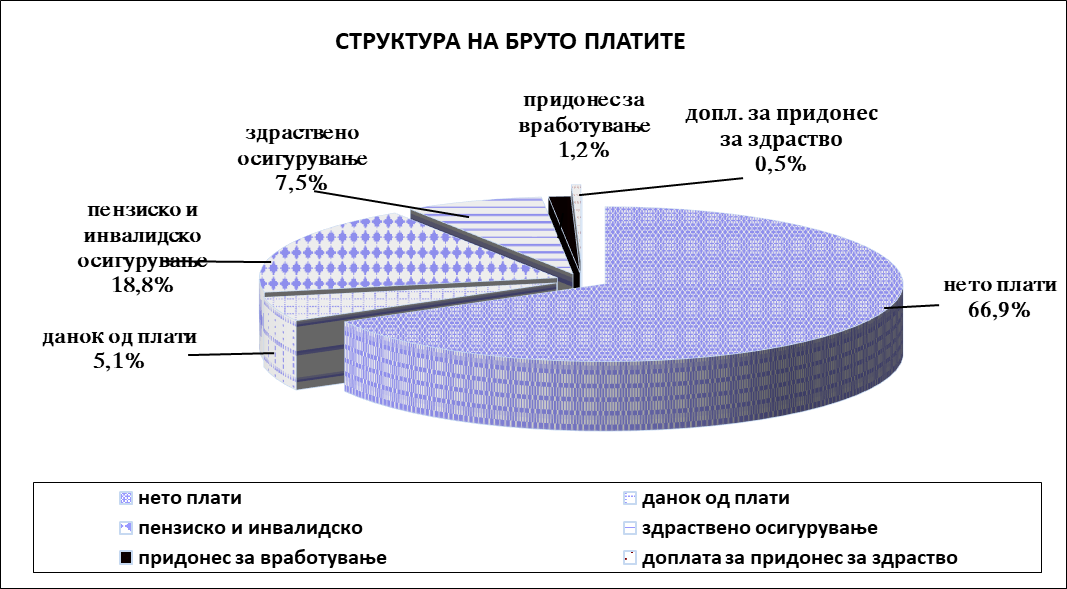 СТРУКТУРА НА БРУТО ПЛАТИТЕ
придонес за
вработување
1,2%
допл. за придонес
за здраство
0,5%
здраствено
осигурување
7,5%
пензиско и
инвалидско
осигурување
18,8%
нето плати
66,9%
данок од плати
5,1%
нето плати
данок од плати
пензиско и инвалидско
здраствено осигурување
придонес за вработување
доплата за придонес за здраство